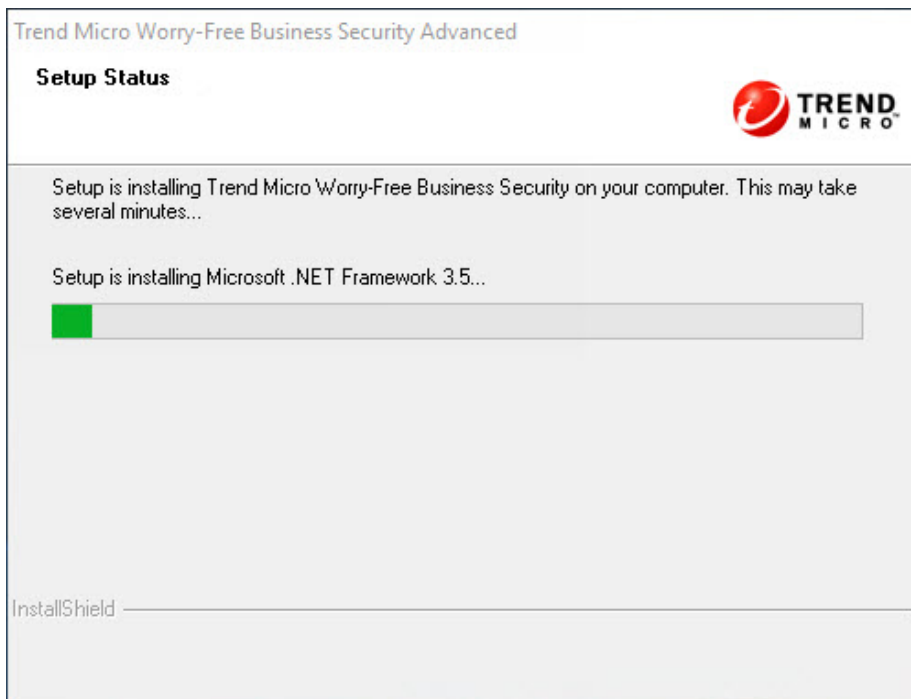 Trend Micro Worry-Free Business Security Advanced
Setup Status
TREND
MICRO™
Setup is installing Trend Micro Worry-Free Business Security on your computer. This may take
several minutes...
Setup is installing Microsoft .NET Framework 3.5...
InstallShield